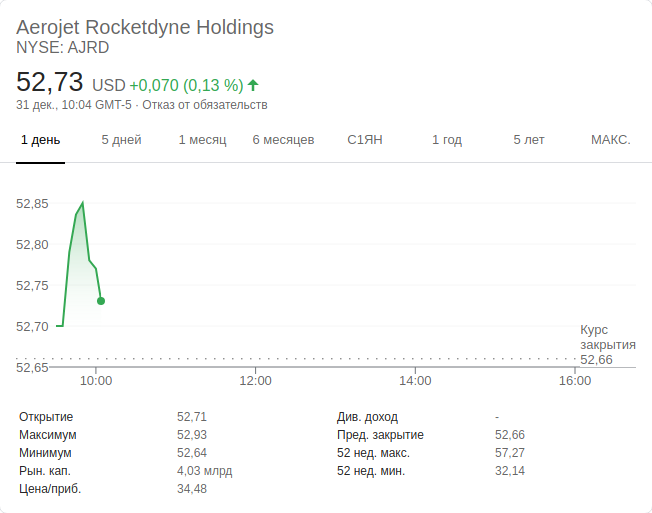 Aerojet Rocketdyne Holdings
NYSE: AJRD
52,73 USD +0,070 (0,13 %)
31 дек., 10:04 GMT-5 · Отказ от обязательств
1 день 5 дней 1 месяц 6 месяцев С1ЯН 1 год 5 лет МАКС.
52,85
52,80
52,75
52,70
52,65
Курс
закрытия
52,66
10:00 12:00 14:00 16:00
Открытие 52,71 Див. доход -
Максимум 52,93 Пред. закрытие 52,66
Минимум 52,64 52 нед. макс. 57,27
Рын. кап. 4,03 млрд 52 нед. мин. 32,14
Цена/приб. 34,48